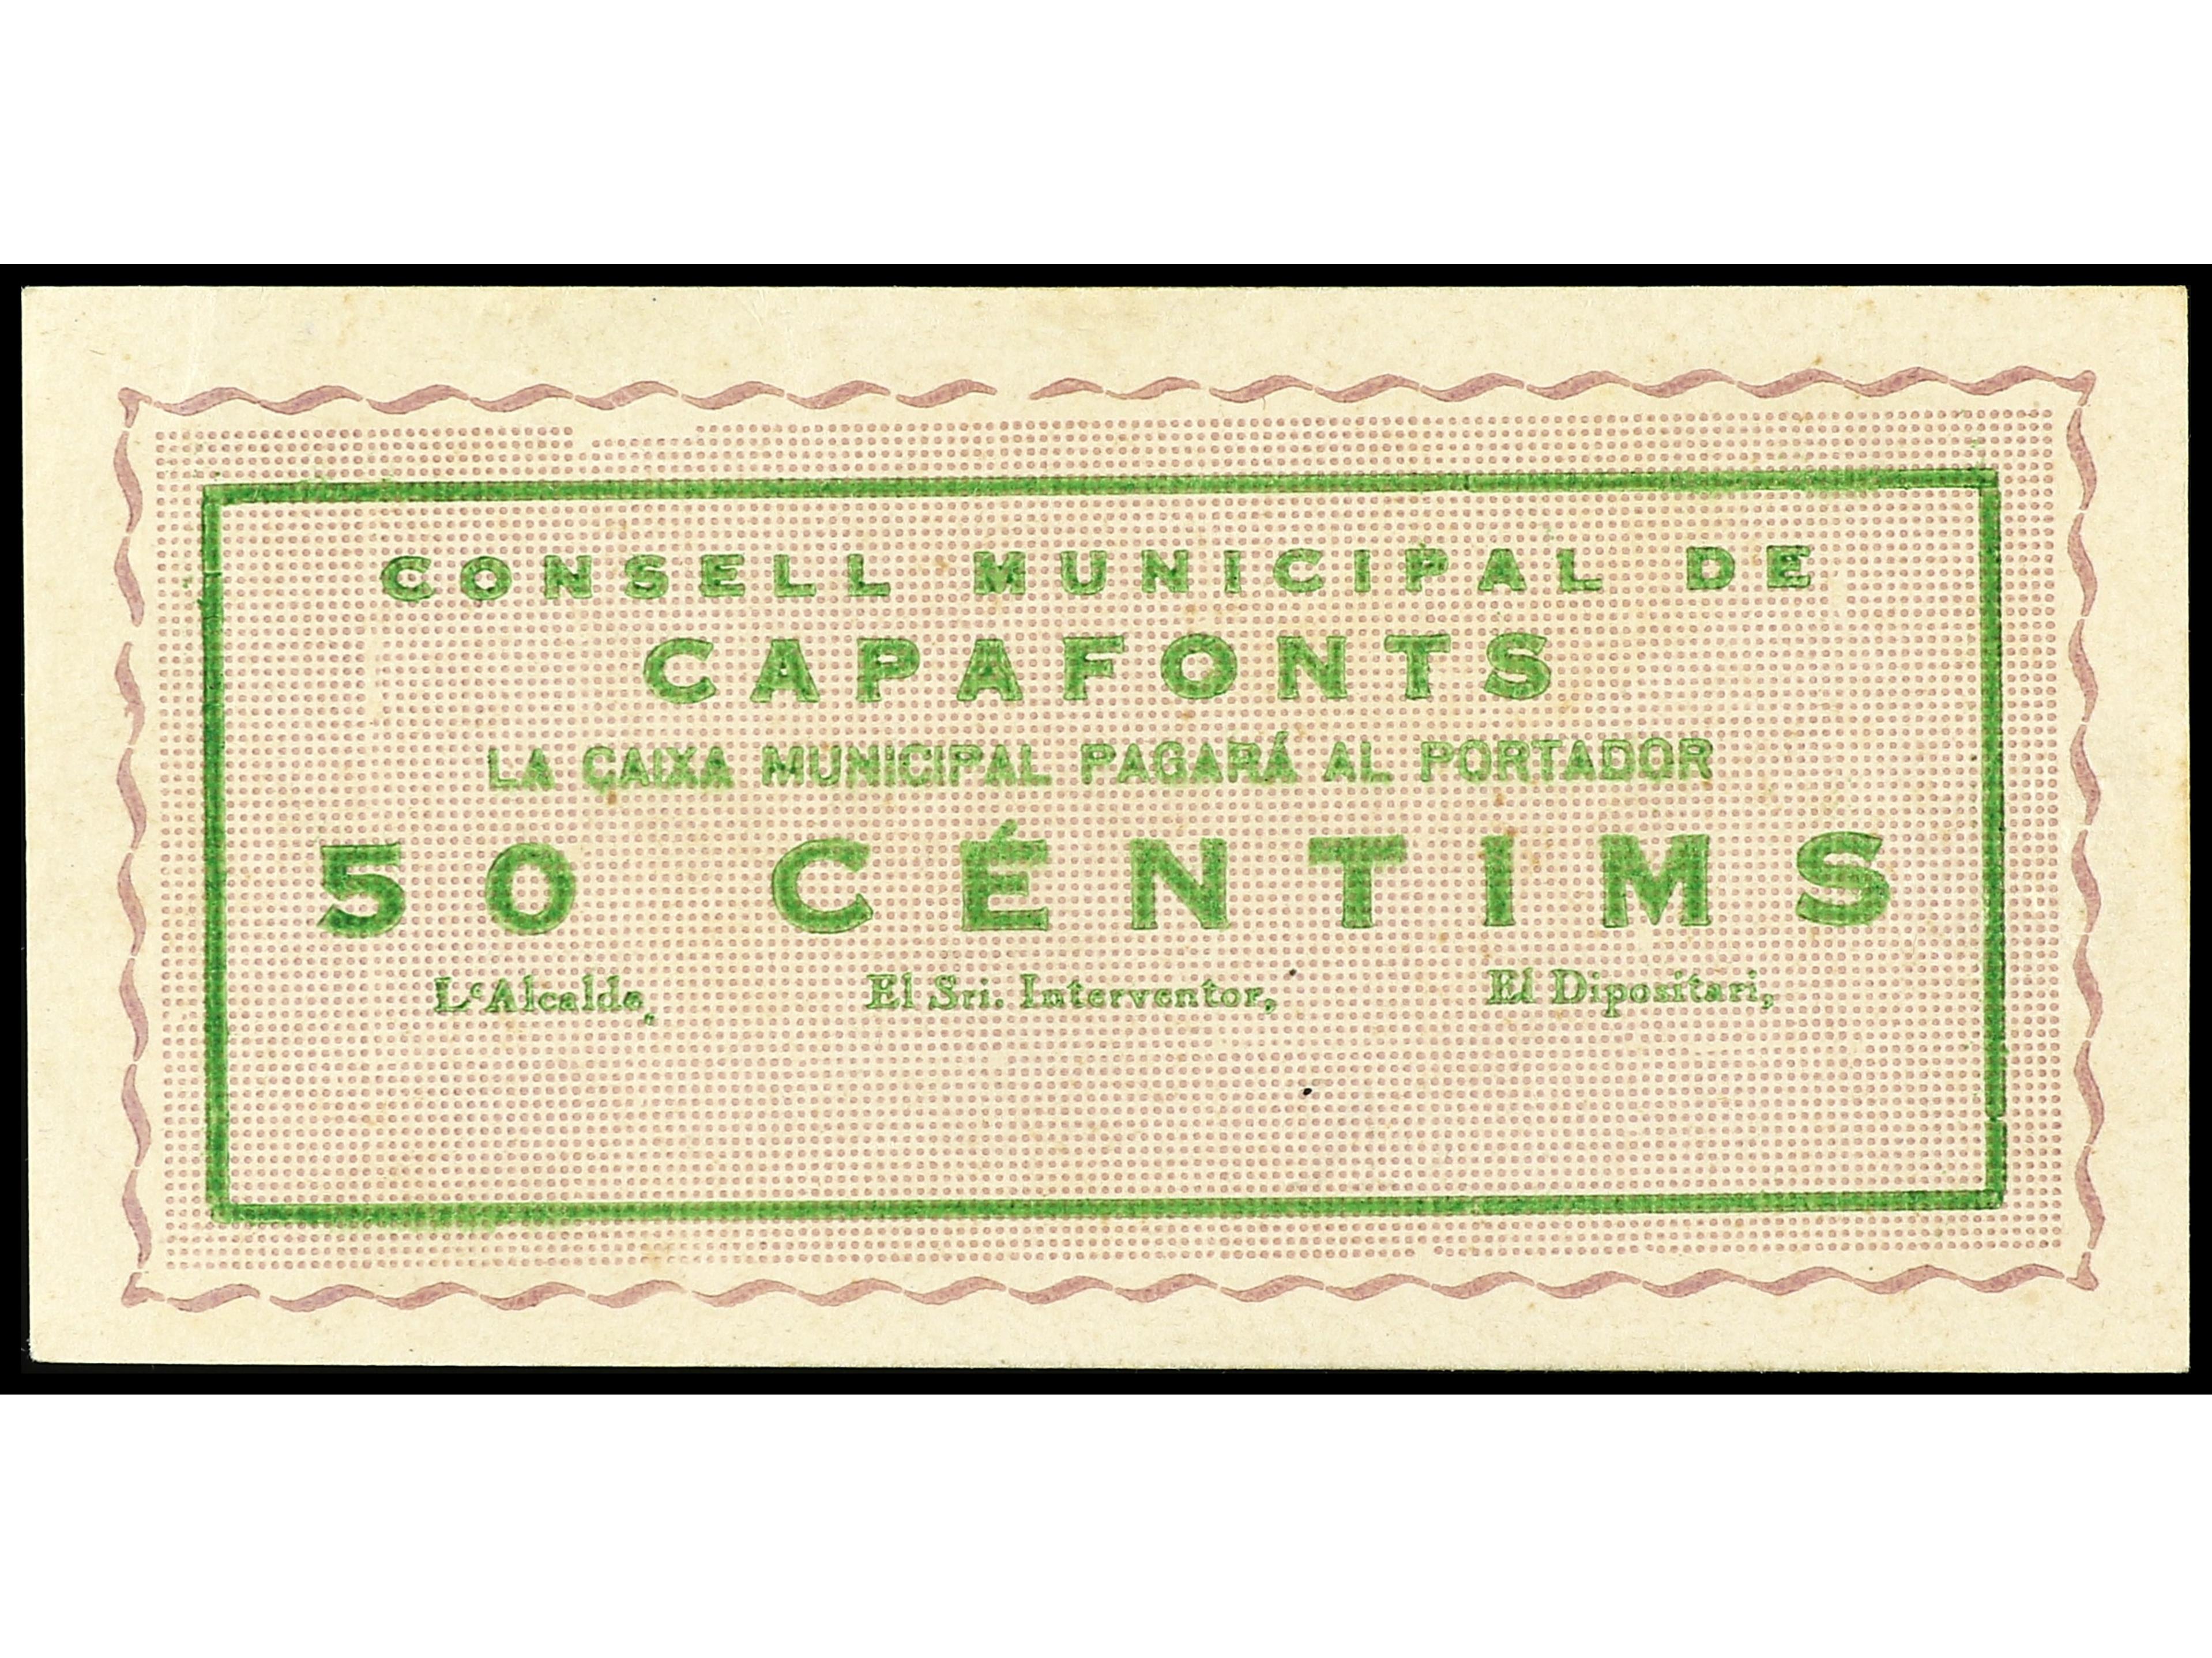 CONSELL MUNICIPAL DE
CAPAFONTS
LA CAIXA MUNICIPAL PAGARÁ AL PORTADOR
50 CÉNTIMS
L'Alcalde, El Sri. Interventor, El Dipositari,